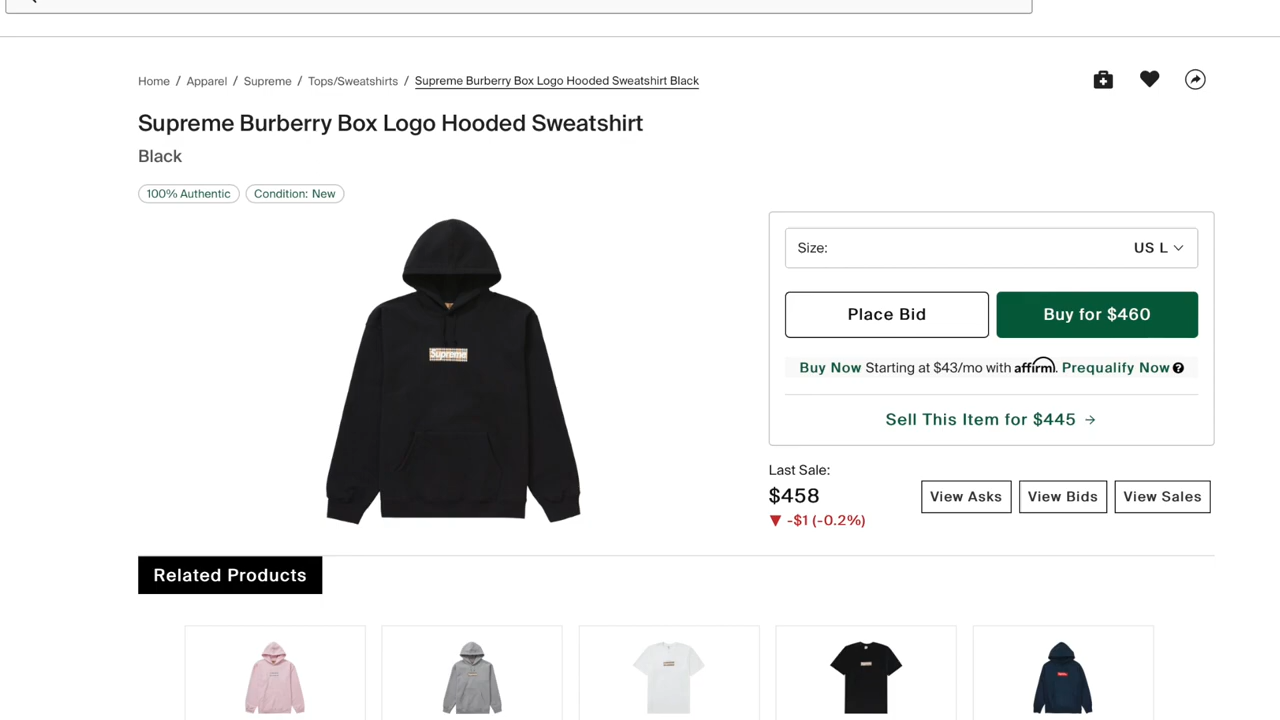 Home / Apparel / Supreme / Tops/Sweatshirts / Supreme Burberry Box Logo Hooded Sweatshirt Black
Supreme Burberry Box Logo Hooded Sweatshirt
Black
100% Authentic Condition: New
Supreme
Size: US L
Place Bid Buy for $460
Buy Now Starting at $43/mo with affirm. Prequalify Now ?
Sell This Item for $445 →
Last Sale:
$458
▼ -$1 (-0.2%)
View Asks View Bids View Sales
Related Products